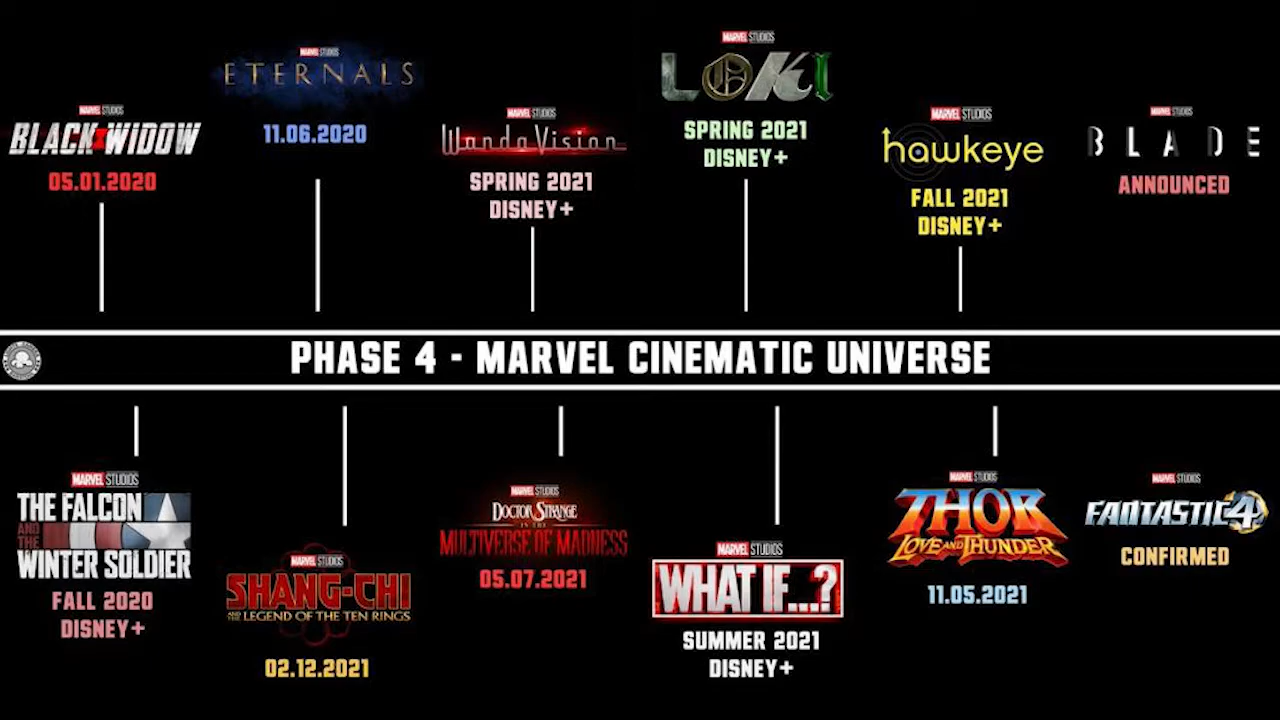 MARVEL STUDIOS
BLACK WIDOW
05.01.2020
MARVEL STUDIOS
ETERNALS
11.06.2020
MARVEL STUDIOS
WandaVision
SPRING 2021
DISNEY+
MARVEL STUDIOS
LOKI
SPRING 2021
DISNEY+
MARVEL STUDIOS
hawkeye
FALL 2021
DISNEY+
MARVEL STUDIOS
BLADE
ANNOUNCED
PHASE 4 - MARVEL CINEMATIC UNIVERSE
MARVEL STUDIOS
THE FALCON
AND THE
WINTER SOLDIER
FALL 2020
DISNEY+
MARVEL STUDIOS
SHANG-CHI
AND THE LEGEND OF THE TEN RINGS
02.12.2021
MARVEL STUDIOS
DOCTOR STRANGE
IN THE
MULTIVERSE OF MADNESS
05.07.2021
MARVEL STUDIOS
WHAT IF...?
SUMMER 2021
DISNEY+
MARVEL STUDIOS
THOR
LOVE AND THUNDER
11.05.2021
MARVEL STUDIOS
FANTASTIC 4
CONFIRMED